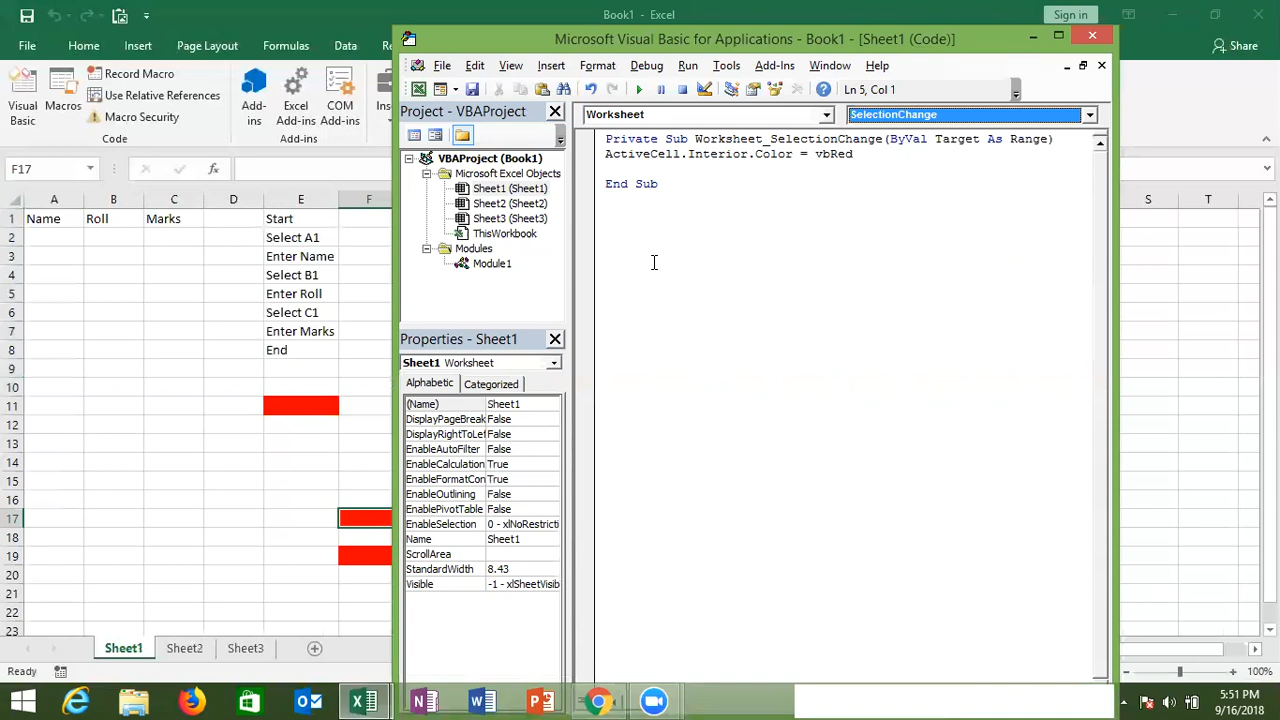 Book1 - Excel
Sign in
File Home Insert Page Layout Formulas Data
Share
Visual Basic
Macros
Record Macro
Use Relative References
Macro Security
Code
Add-ins
Excel Add-ins
COM Add-ins
Add-ins
Ins
F17
fx
A B C D E F S T
1 Name Roll Marks Start
2 Select A1
3 Enter Name
4 Select B1
5 Enter Roll
6 Select C1
7 Enter Marks
8 End
9
10
11
12
13
14
15
16
17
18
19
20
21
22
23
Sheet1 Sheet2 Sheet3
Ready
100%
Microsoft Visual Basic for Applications - Book1 - [Sheet1 (Code)]
File Edit View Insert Format Debug Run Tools Add-Ins Window Help
Ln 5, Col 1
Project - VBAProject
VBAProject (Book1)
Microsoft Excel Objects
Sheet1 (Sheet1)
Sheet2 (Sheet2)
Sheet3 (Sheet3)
ThisWorkbook
Modules
Module1
Properties - Sheet1
Sheet1 Worksheet
Alphabetic Categorized
(Name) Sheet1
DisplayPageBreak False
DisplayRightToLef False
EnableAutoFilter False
EnableCalculation True
EnableFormatCon True
EnableOutlining False
EnablePivotTable False
EnableSelection 0 - xlNoRestricti
Name Sheet1
ScrollArea
StandardWidth 8.43
Visible -1 - xlSheetVisib
Worksheet
SelectionChange
Private Sub Worksheet_SelectionChange(ByVal Target As Range)
ActiveCell.Interior.Color = vbRed
End Sub
5:51 PM
9/16/2018